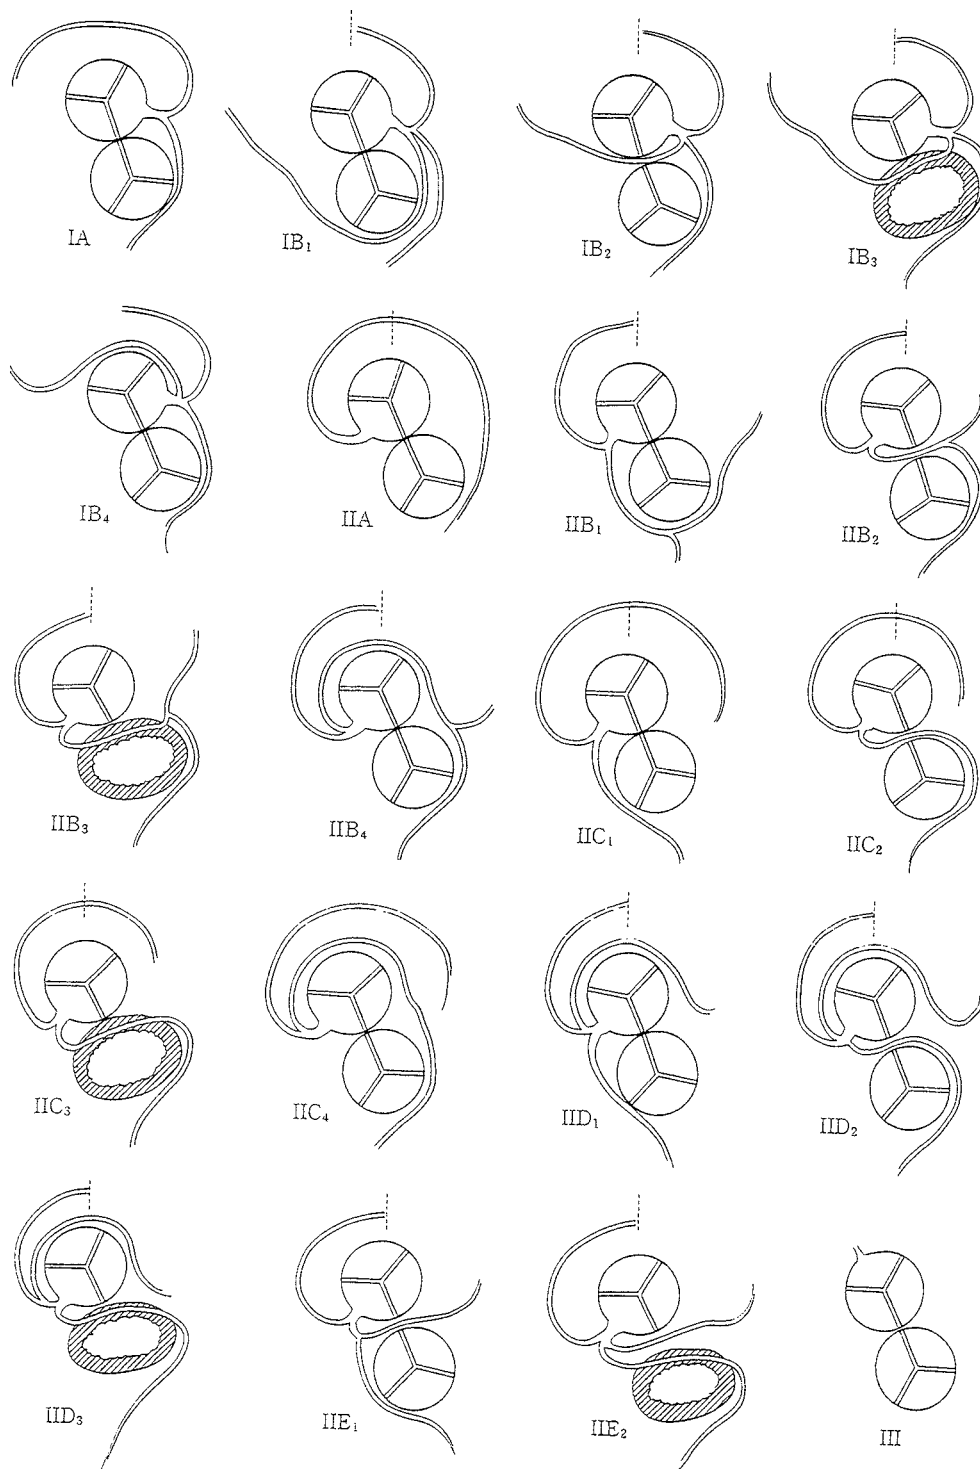 IA IB₁ IB₂ IB₃
IB₄ IIA IIB₁ IIB₂
IIB₃ IIB₄ IIC₁ IIC₂
IIC₃ IIC₄ IID₁ IID₂
IID₃ IIE₁ IIE₂ III